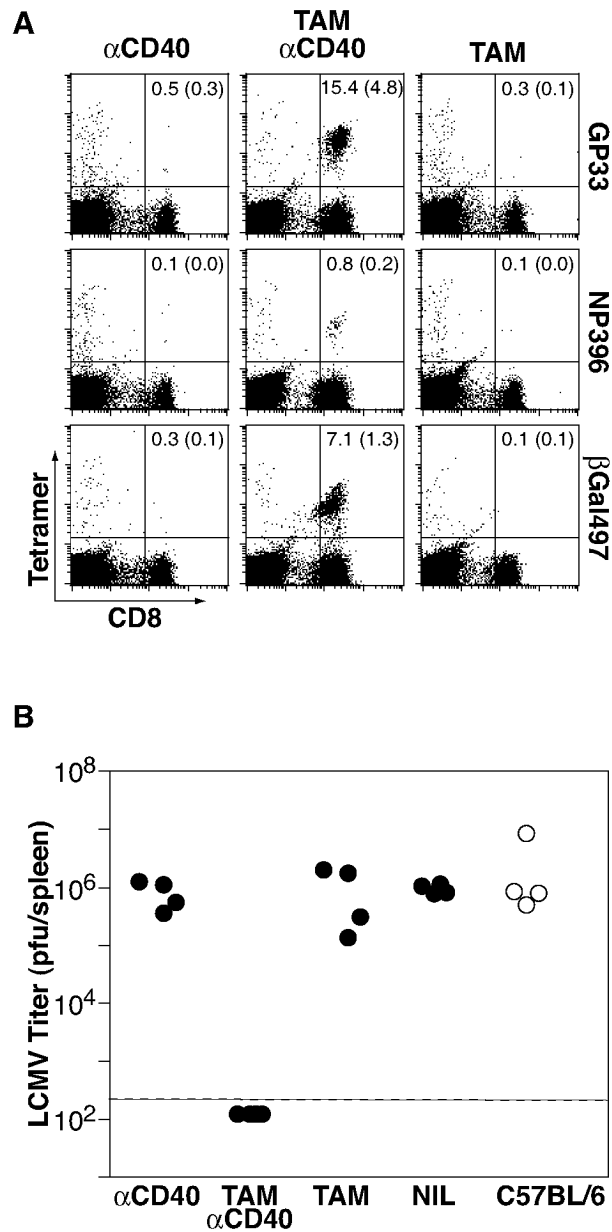 A
αCD40
TAM
αCD40
TAM
0.5 (0.3)
15.4 (4.8)
0.3 (0.1)
GP33
0.1 (0.0)
0.8 (0.2)
0.1 (0.0)
NP396
0.3 (0.1)
7.1 (1.3)
0.1 (0.1)
βGal497
Tetramer
CD8
B
LCMV Titer (pfu/spleen)
10⁸
10⁶
10⁴
10²
αCD40
TAM
αCD40
TAM
NIL
C57BL/6